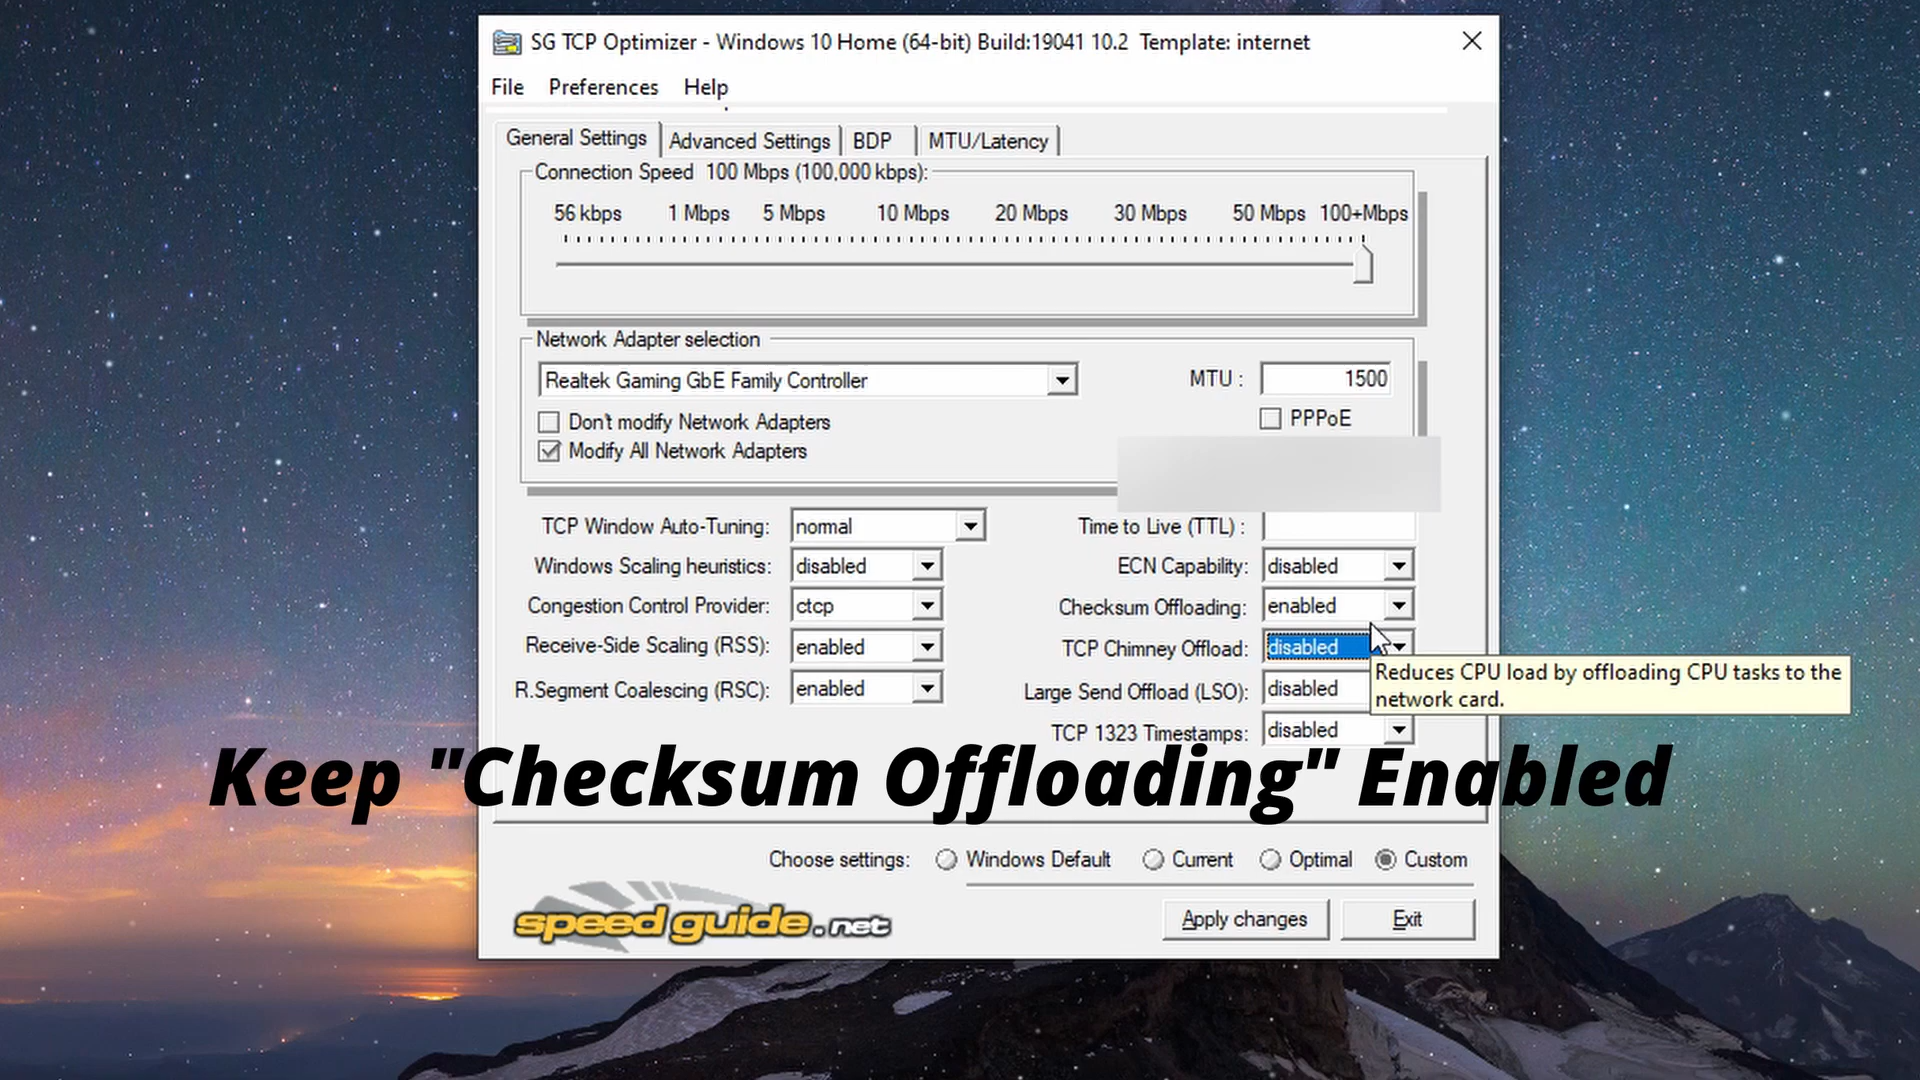 SG TCP Optimizer - Windows 10 Home (64-bit) Build:19041 10.2 Template: internet
File Preferences Help
General Settings Advanced Settings BDP MTU/Latency
Connection Speed 100 Mbps (100,000 kbps):
56 kbps 1 Mbps 5 Mbps 10 Mbps 20 Mbps 30 Mbps 50 Mbps 100+Mbps
Network Adapter selection
Realtek Gaming GbE Family Controller MTU : 1500
Don't modify Network Adapters PPPoE
Modify All Network Adapters
TCP Window Auto-Tuning: normal Time to Live (TTL) :
Windows Scaling heuristics: disabled ECN Capability: disabled
Congestion Control Provider: ctcp Checksum Offloading: enabled
Receive-Side Scaling (RSS): enabled TCP Chimney Offload: disabled
Reduces CPU load by offloading CPU tasks to the
network card.
R.Segment Coalescing (RSC): enabled Large Send Offload (LSO): disabled
TCP 1323 Timestamps: disabled
Keep "Checksum Offloading" Enabled
Choose settings: Windows Default Current Optimal Custom
speedguide.net Apply changes Exit